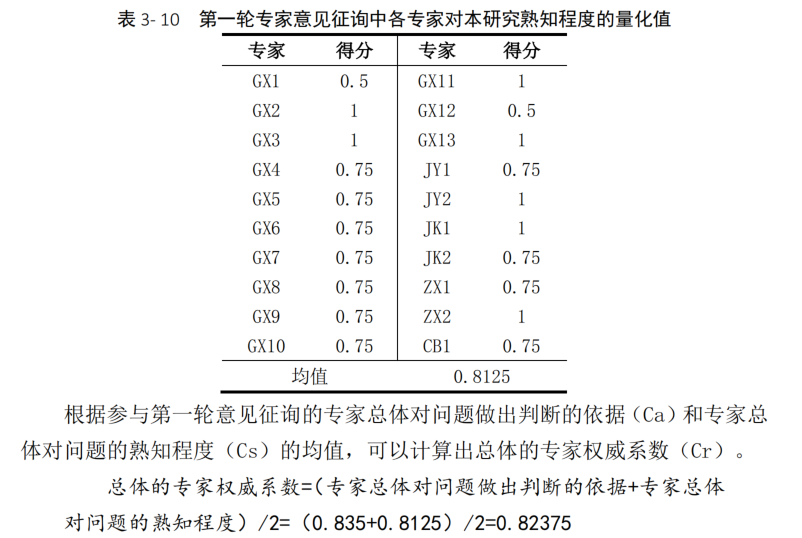 表 3- 10 第一轮专家意见征询中各专家对本研究熟知程度的量化值
专家 得分 专家 得分
GX1 0.5 GX11 1
GX2 1 GX12 0.5
GX3 1 GX13 1
GX4 0.75 JY1 0.75
GX5 0.75 JY2 1
GX6 0.75 JK1 1
GX7 0.75 JK2 0.75
GX8 0.75 ZX1 0.75
GX9 0.75 ZX2 1
GX10 0.75 CB1 0.75
均值 0.8125
根据参与第一轮意见征询的专家总体对问题做出判断的依据（Ca）和专家总
体对问题的熟知程度（Cs）的均值，可以计算出总体的专家权威系数（Cr）。
总体的专家权威系数=（专家总体对问题做出判断的依据+专家总体
对问题的熟知程度）/2=（0.835+0.8125）/2=0.82375